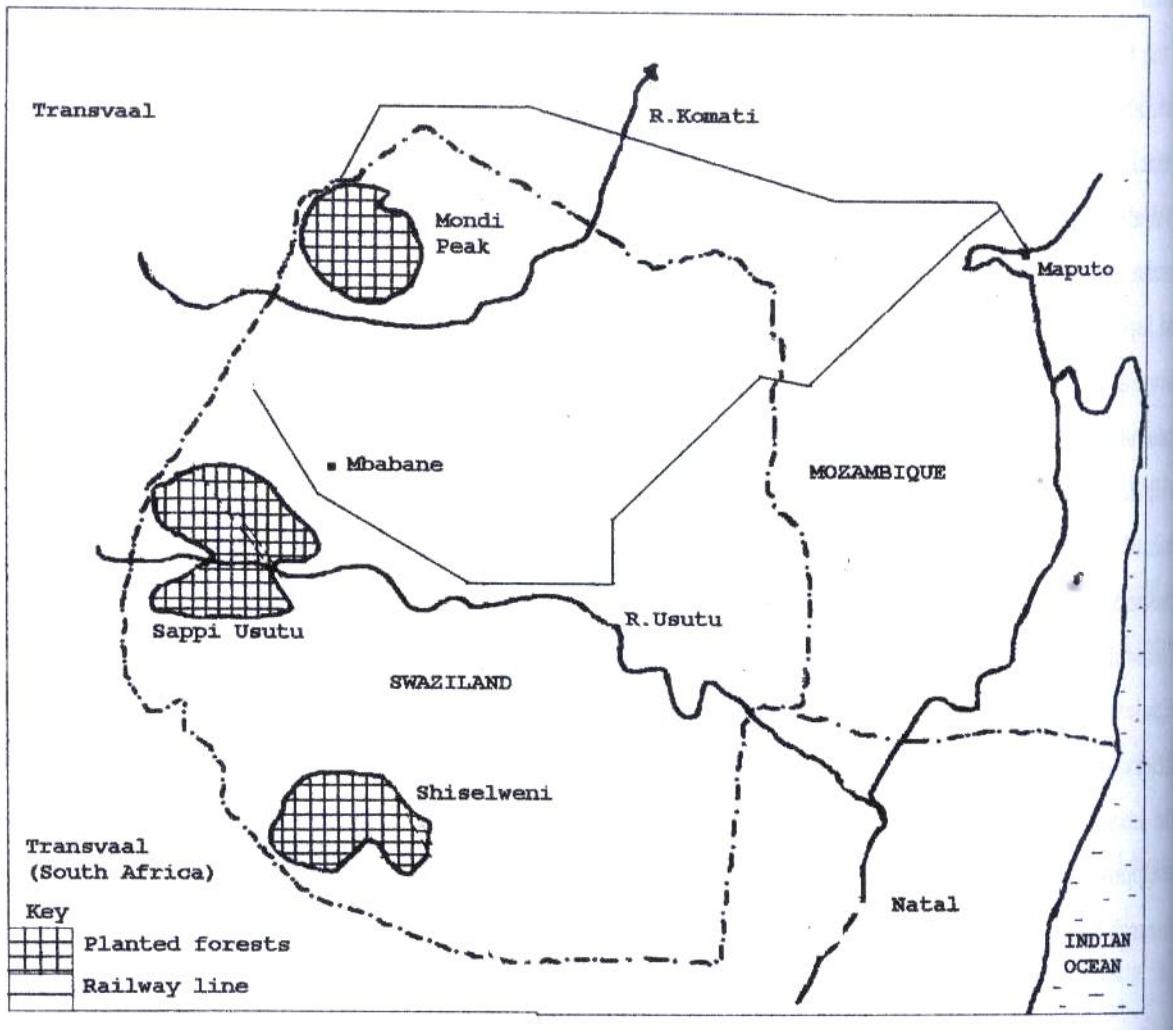 Transvaal
R.Komati
Mondi
Peak
Maputo
Mbabane
MOZAMBIQUE
Sappi Usutu
R.Usutu
SWAZILAND
Shiselweni
Transvaal
(South Africa)
Key
Planted forests
Railway line
Natal
INDIAN
OCEAN